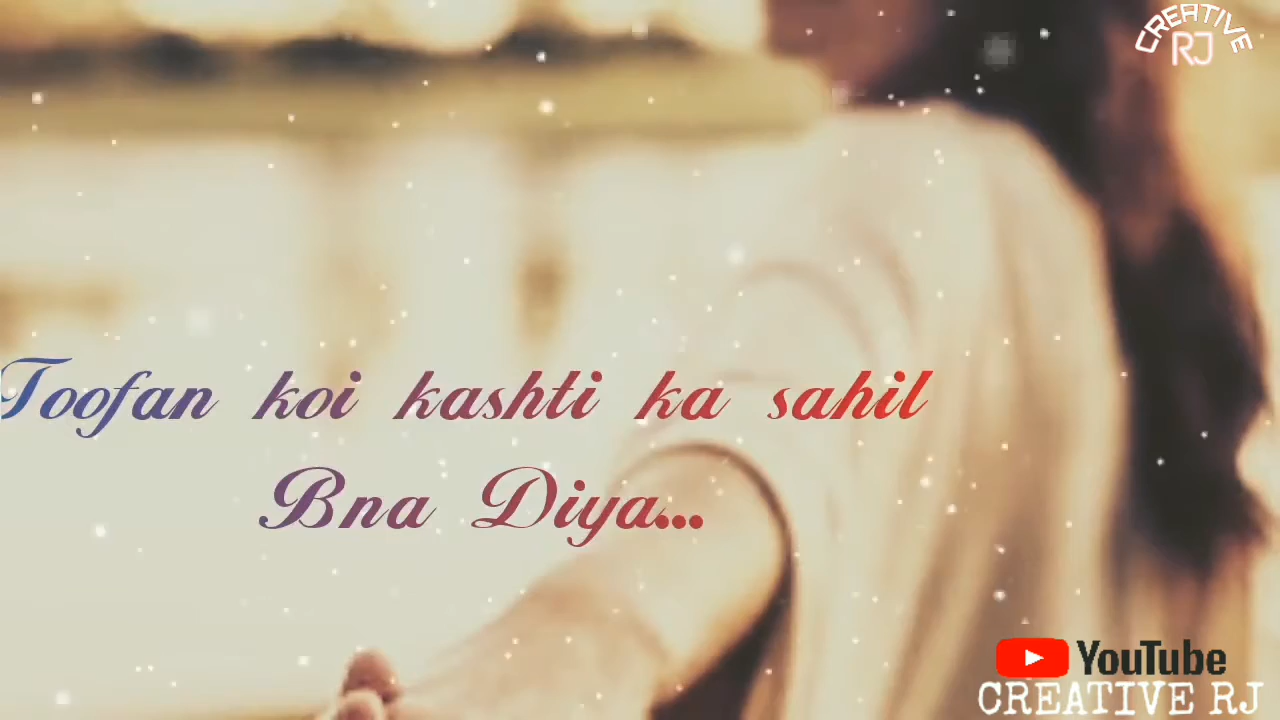 CREATIVE
RJ
Toofan koi kashti ka sahil
Bna Diya...
YouTube
CREATIVE RJ